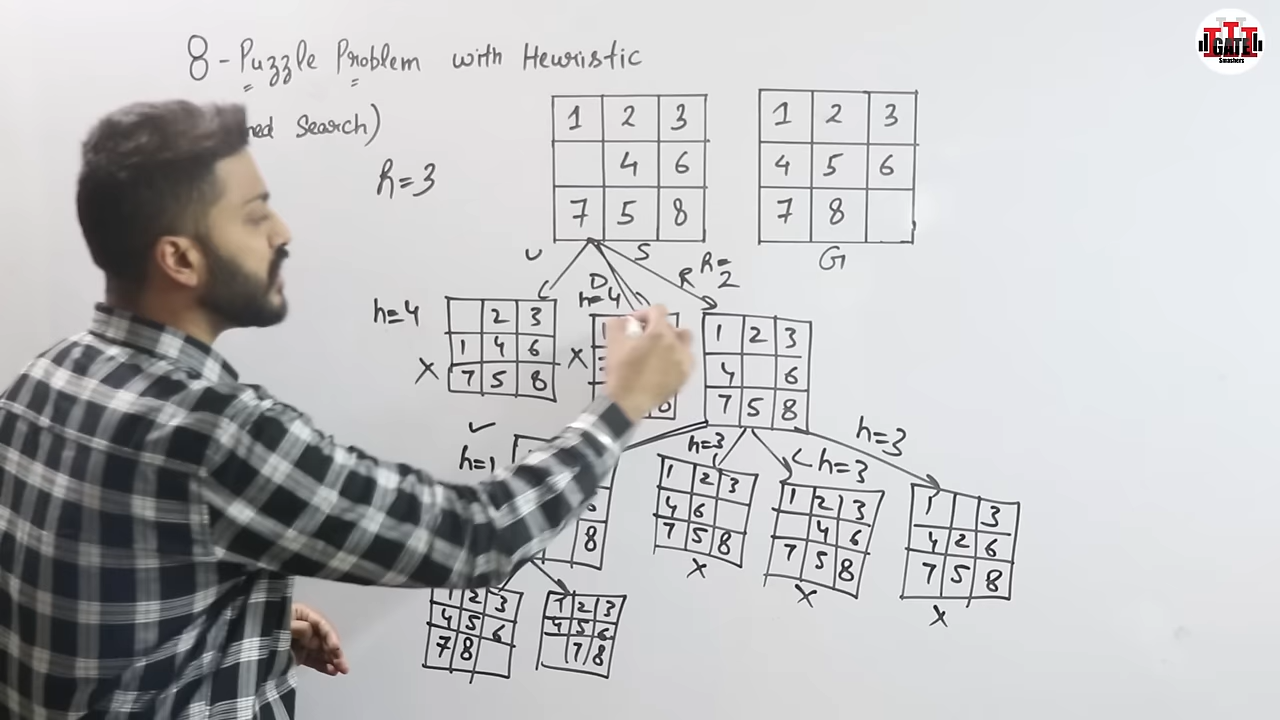 8-Puzzle Problem with Heuristic
Search)
h=3
1 2 3
4 6
7 5 8
S
1 2 3
4 5 6
7 8
G
U
D
h=4
R
h=2
h=4
2 3
1 4 6
7 5 8
X
X
1 2 3
4 6
7 5 8
h=1
8
h=3
1 2 3
4 6
7 5 8
X
h=3
1 2 3
4 6
7 5 8
X
h=3
1 3
4 2 6
7 5 8
X
1 2 3
4 5 6
7 8
1 2 3
4 5 6
7 8
GATE
Smashers